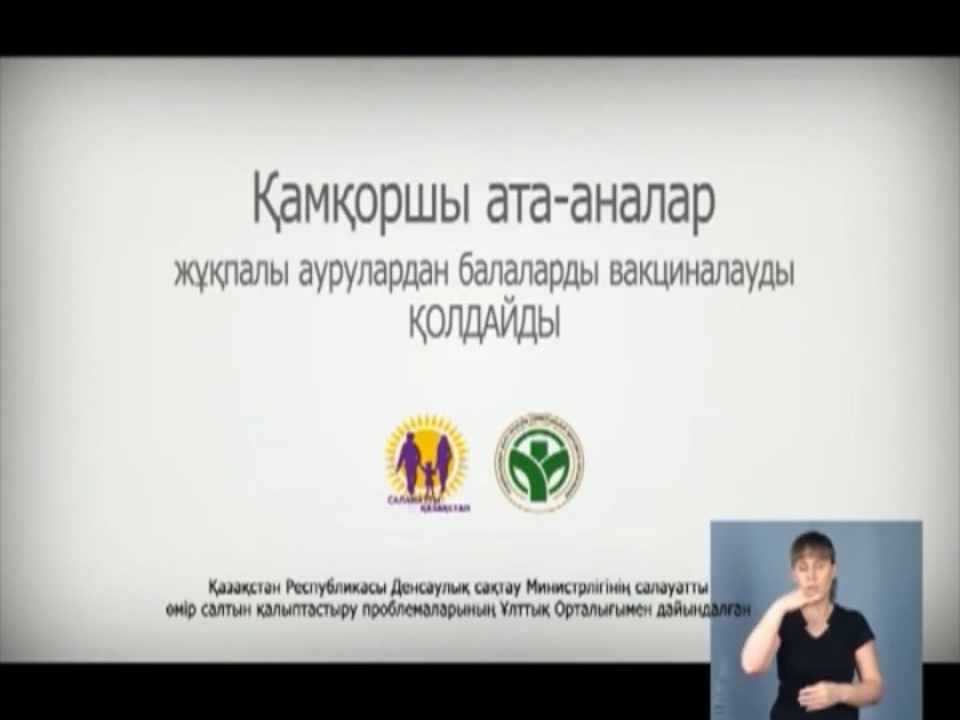 Қамқоршы ата-аналар
жұқпалы аурулардан балаларды вакциналауды
ҚОЛДАЙДЫ
САЛАМАТТЫ
ҚАЗАҚСТАН
Қазақстан Республикасы Денсаулық сақтау Министрлігінің салауатты
өмір салтын қалыптастыру проблемаларының Ұлттық Орталығымен дайындалған